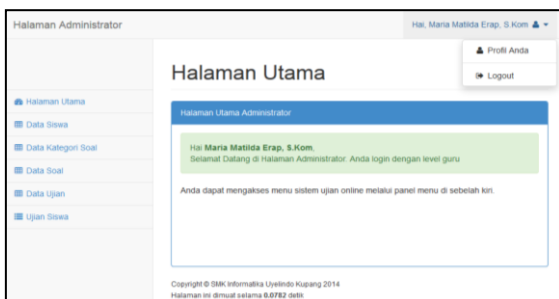 Halaman Administrator
Hai, Maria Matilda Erap, S.Kom
Profil Anda
Logout
Halaman Utama
Halaman Utama
Data Siswa
Data Kategori Soal
Data Soal
Data Ujian
Ujian Siswa
Halaman Utama Administrator
Hai Maria Matilda Erap, S.Kom,
Selamat Datang di Halaman Administrator. Anda login dengan level guru
Anda dapat mengakses menu sistem ujian online melalui panel menu di sebelah kiri.
Copyright © SMK Informatika Uyelindo Kupang 2014
Halaman ini dimuat selama 0.0782 detik